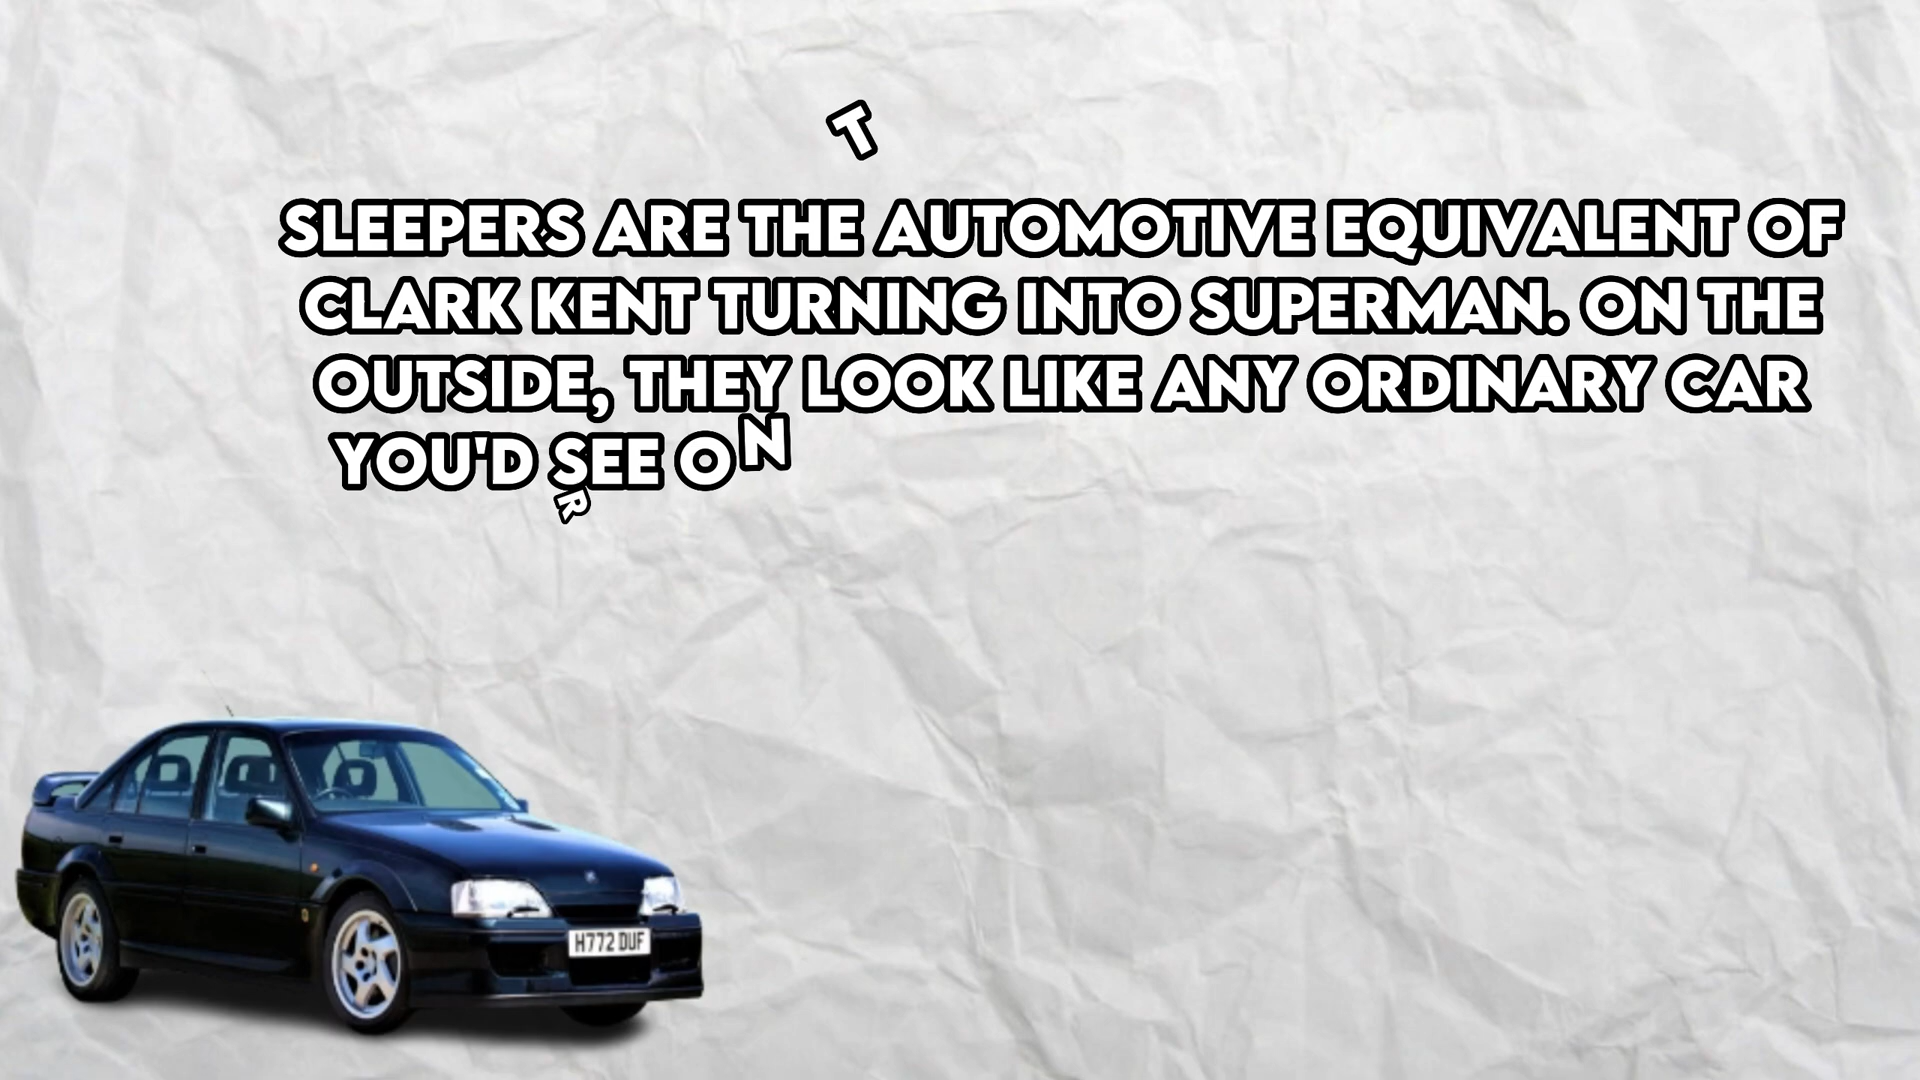 T
SLEEPERS ARE THE AUTOMOTIVE EQUIVALENT OF
CLARK KENT TURNING INTO SUPERMAN. ON THE
OUTSIDE, THEY LOOK LIKE ANY ORDINARY CAR
YOU'D SEE ON
R
H772 DUF